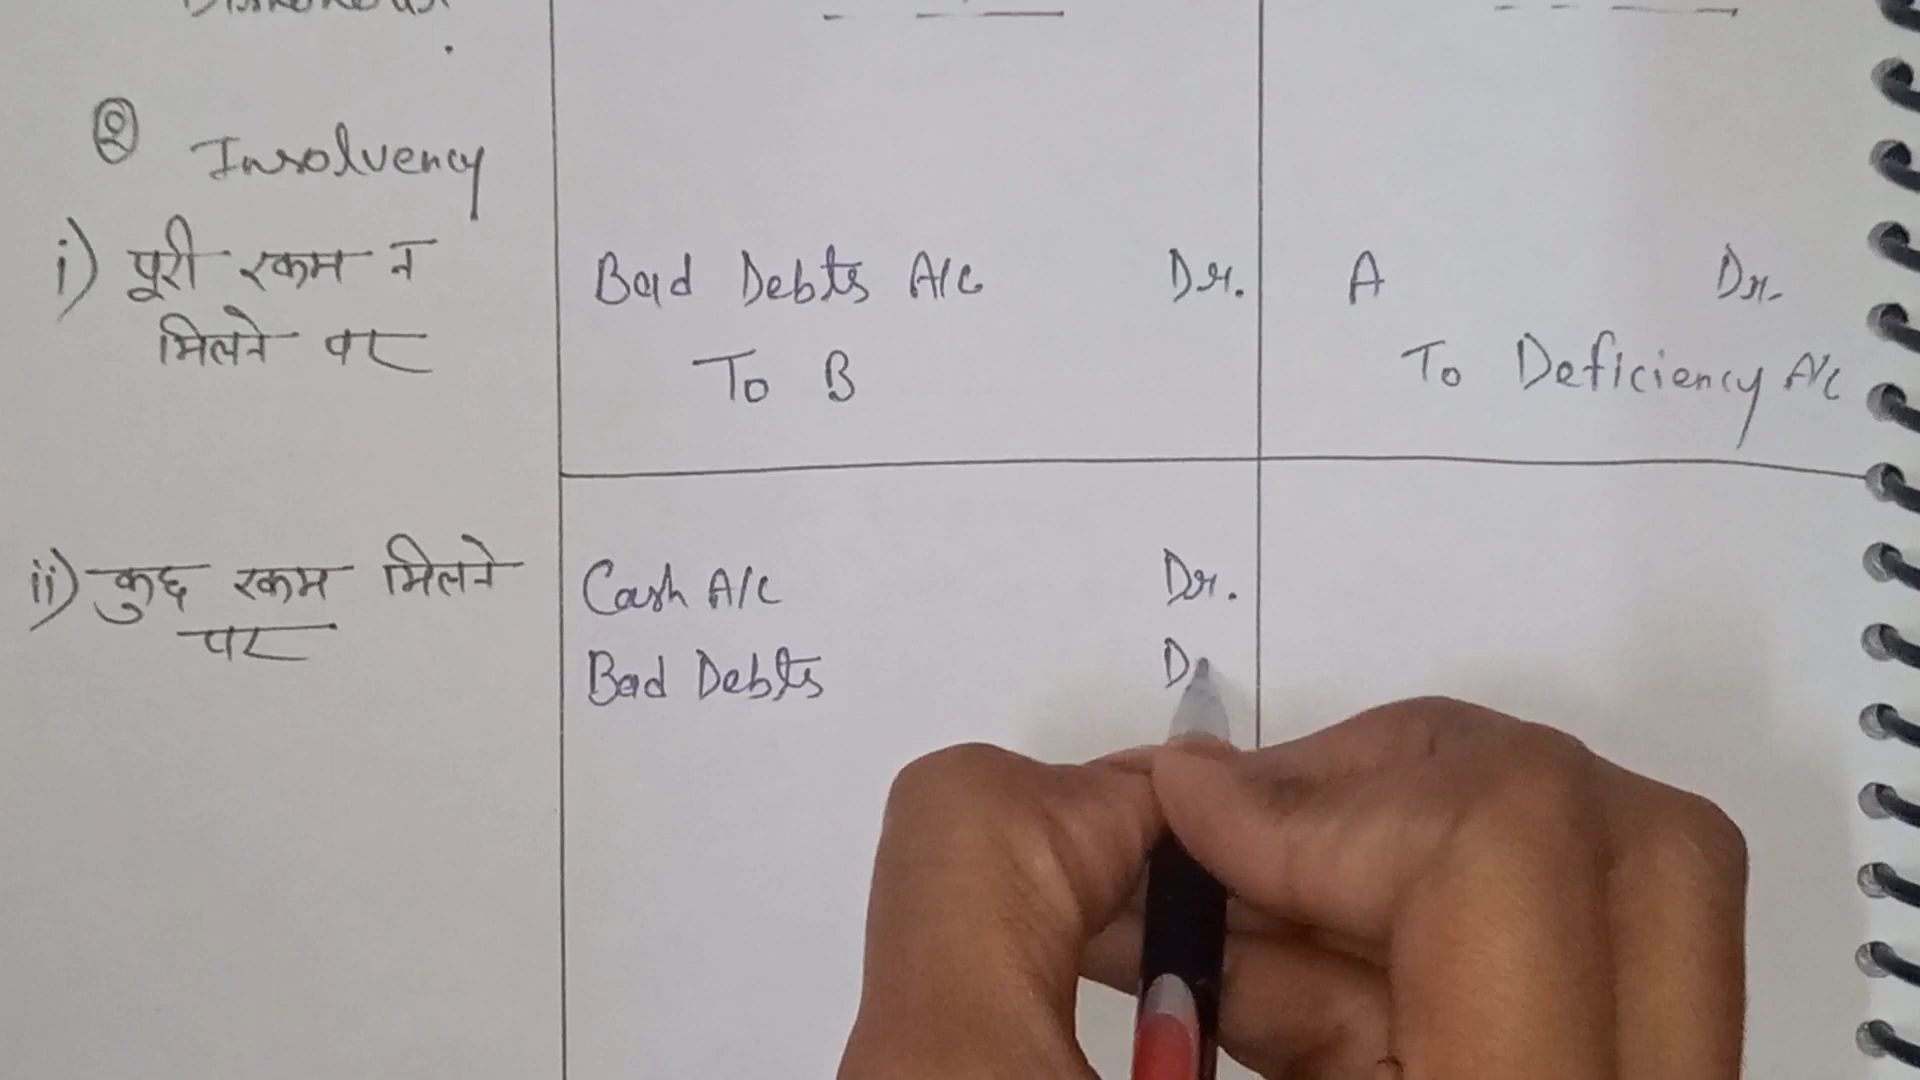 ② Insolvency
i) पूरी रकम न
मिलने पर
Bad Debts A/C Dr.
To B
A Dr.
To Deficiency A/C
ii) कुछ रकम मिलने
पर
Cash A/C Dr.
Bad Debts D